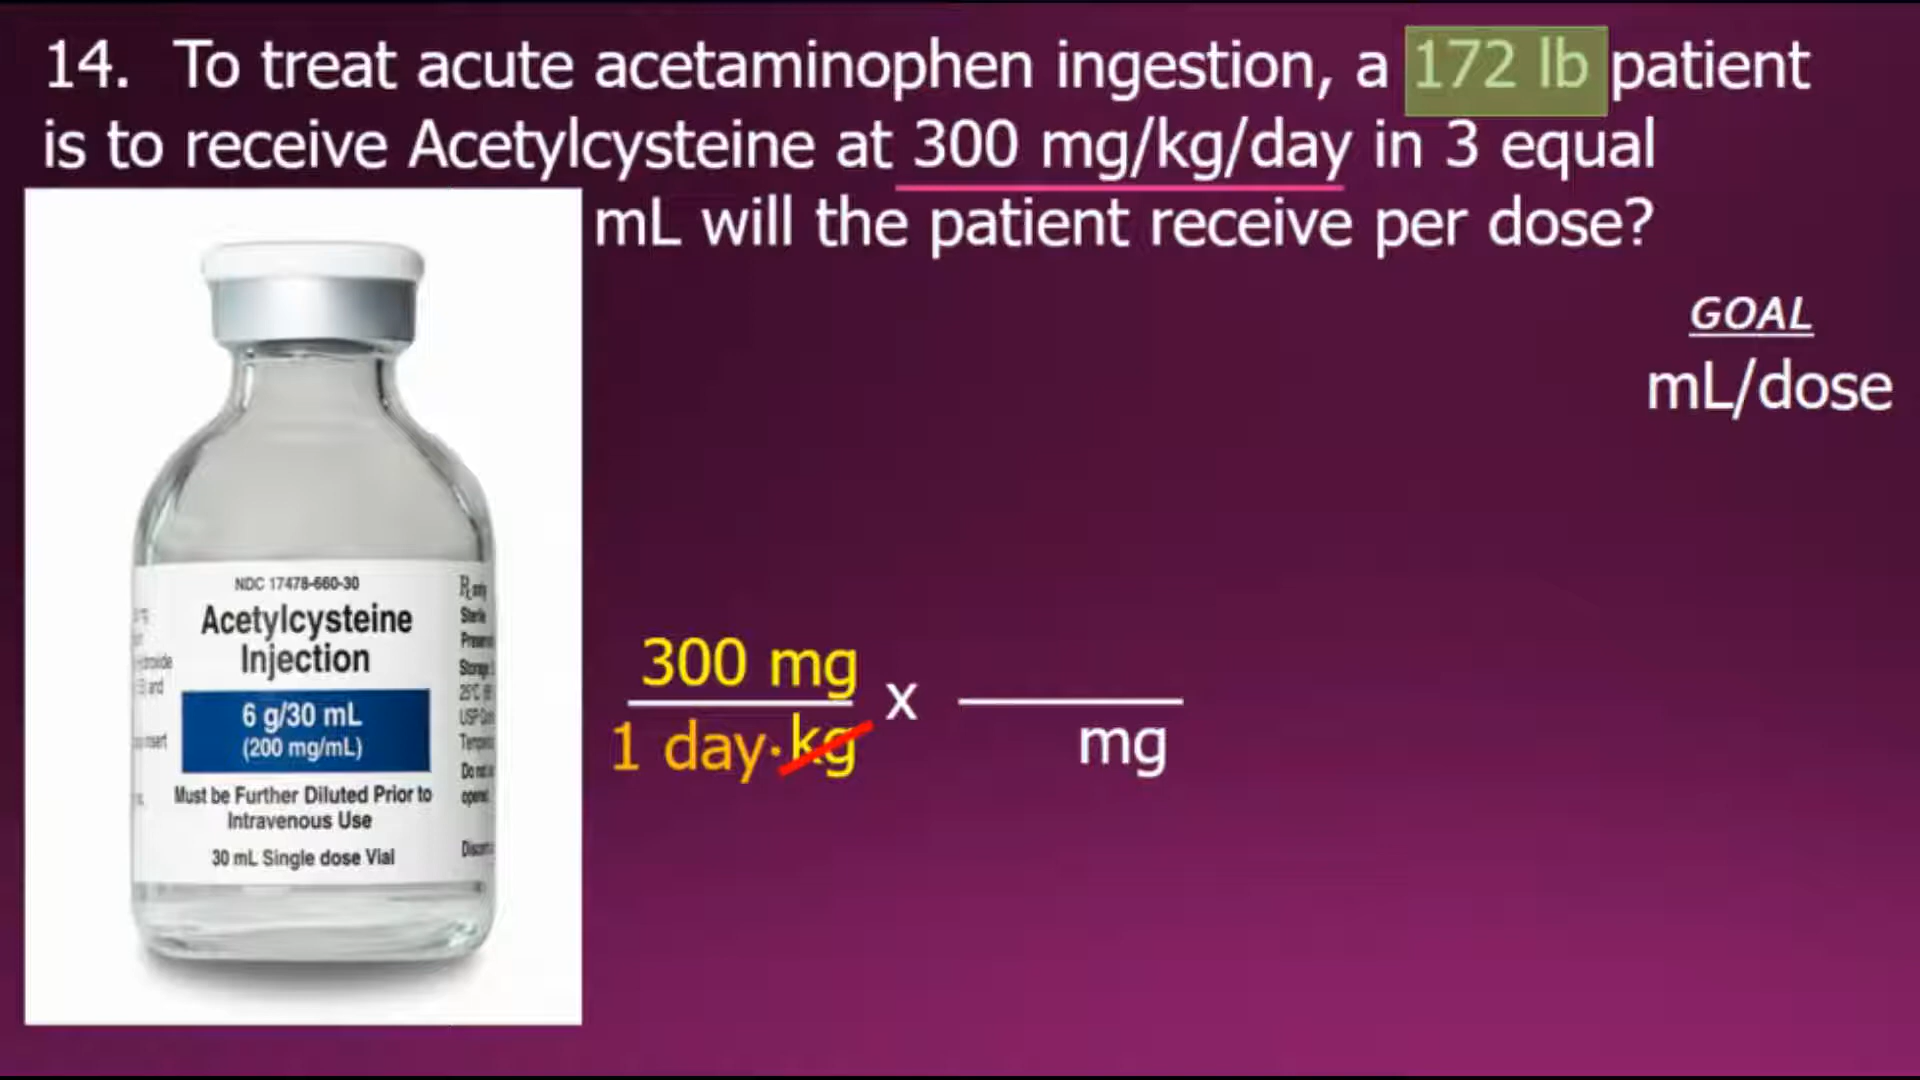 14. To treat acute acetaminophen ingestion, a 172 lb patient
is to receive Acetylcysteine at 300 mg/kg/day in 3 equal
mL will the patient receive per dose?
GOAL
mL/dose
NDC 17478-660-30
Acetylcysteine
Injection
6 g/30 mL
(200 mg/mL)
Must be Further Diluted Prior to
Intravenous Use
30 mL Single dose Vial
Rx only
Sterile
300 mg
x
1 day·kg
mg